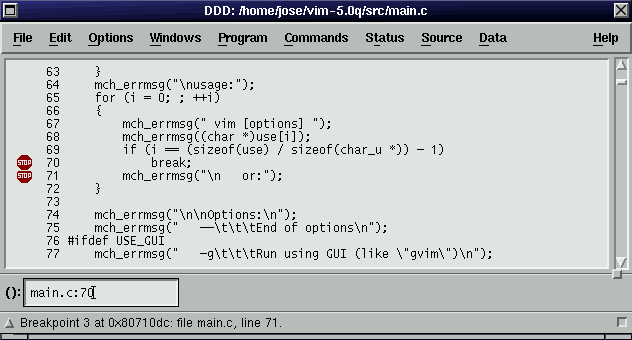 DDD: /home/jose/vim-5.0q/src/main.c
File Edit Options Windows Program Commands Status Source Data Help
63     }
64     mch_errmsg("\nusage:");
65     for (i = 0; ; ++i)
66     {
67         mch_errmsg(" vim [options] ");
68         mch_errmsg((char *)use[i]);
69         if (i == (sizeof(use) / sizeof(char_u *)) - 1)
STOP 70             break;
STOP 71         mch_errmsg("\n   or:");
72     }
73
74     mch_errmsg("\n\nOptions:\n");
75     mch_errmsg("   --\t\t\tEnd of options\n");
76 #ifdef USE_GUI
77     mch_errmsg("   -g\t\t\tRun using GUI (like \"gvim\")\n");
(): main.c:70
Breakpoint 3 at 0x80710dc: file main.c, line 71.